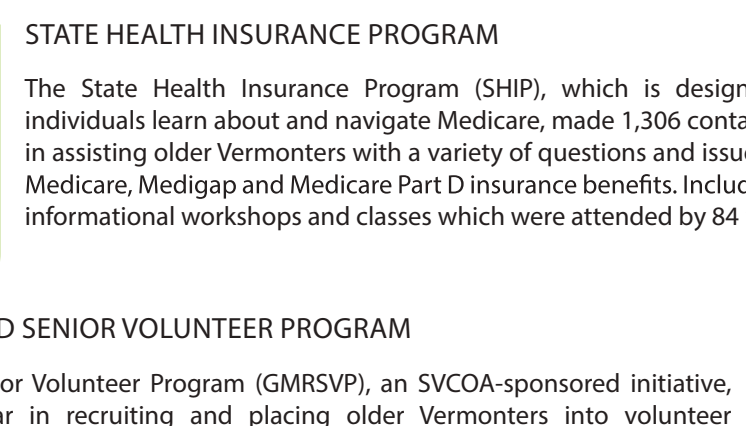 STATE HEALTH INSURANCE PROGRAM
The State Health Insurance Program (SHIP), which is design
individuals learn about and navigate Medicare, made 1,306 conta
in assisting older Vermonters with a variety of questions and issue
Medicare, Medigap and Medicare Part D insurance benefits. Includ
informational workshops and classes which were attended by 84
D SENIOR VOLUNTEER PROGRAM
or Volunteer Program (GMRSVP), an SVCOA-sponsored initiative,
ar in recruiting and placing older Vermonters into volunteer